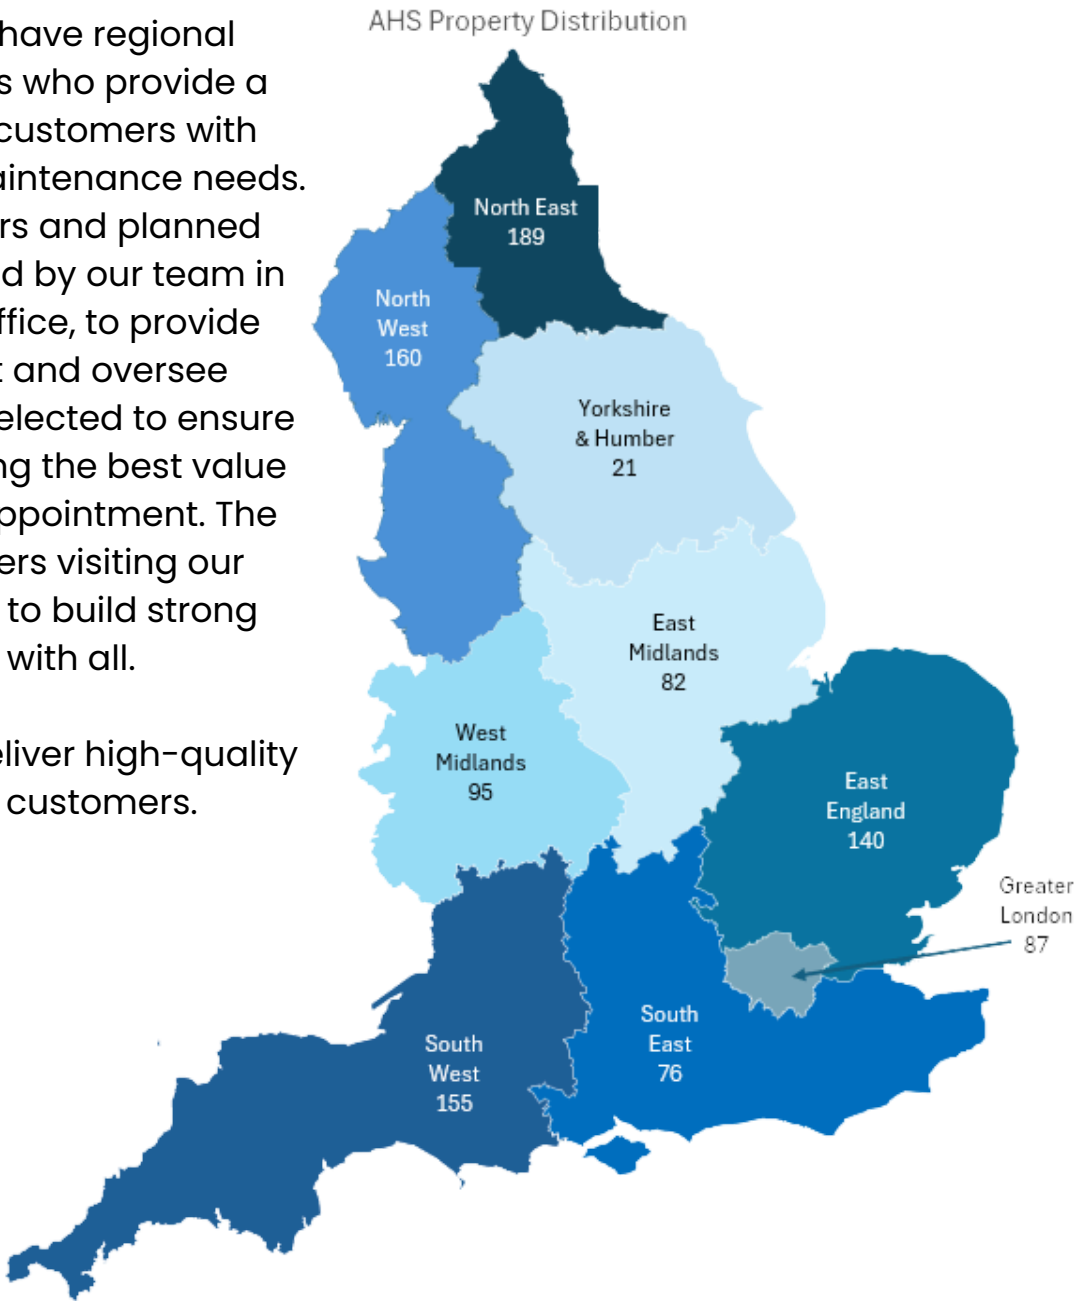 have regional
s who provide a
customers with
aintenance needs.
rs and planned
d by our team in
ffice, to provide
t and oversee
elected to ensure
ng the best value
ppointment. The
ers visiting our
to build strong
with all.
eliver high-quality
customers.
AHS Property Distribution
North East
189
North
West
160
Yorkshire
& Humber
21
East
Midlands
82
West
Midlands
95
East
England
140
Greater
London
87
South
East
76
South
West
155